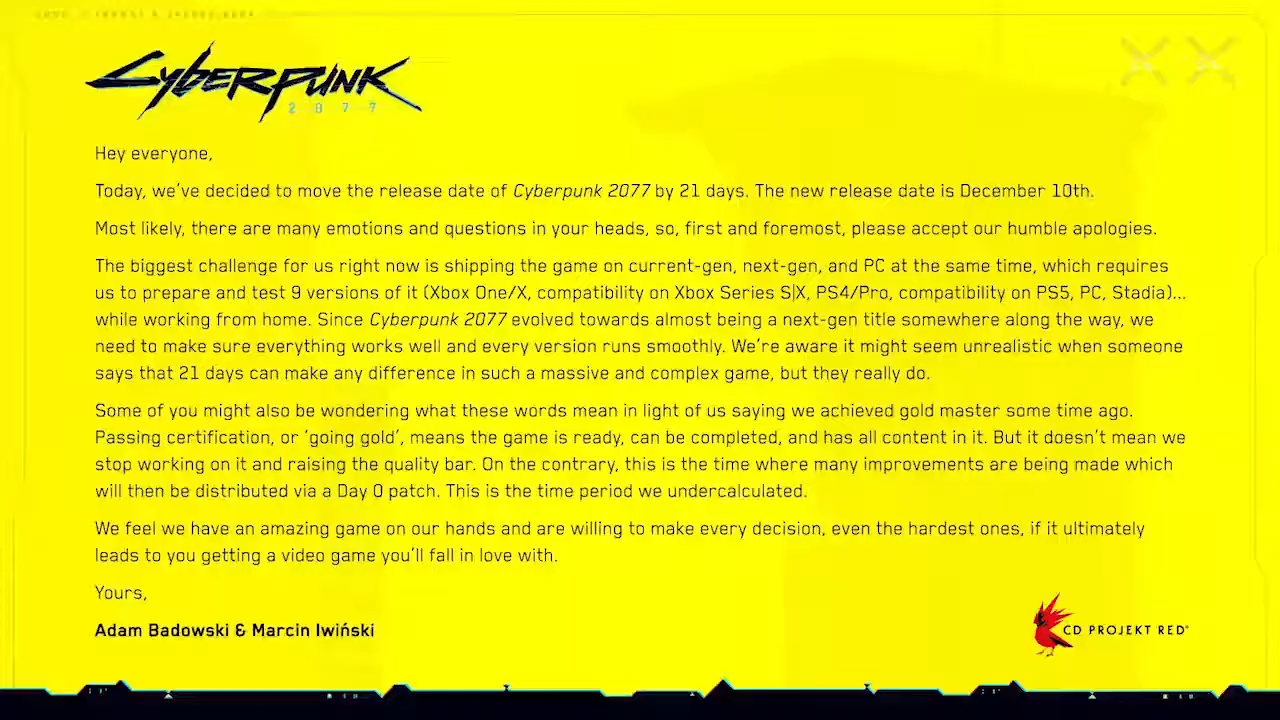 CYBERPUNK
2077
Hey everyone,
Today, we've decided to move the release date of Cyberpunk 2077 by 21 days. The new release date is December 10th.
Most likely, there are many emotions and questions in your heads, so, first and foremost, please accept our humble apologies.
The biggest challenge for us right now is shipping the game on current-gen, next-gen, and PC at the same time, which requires
us to prepare and test 9 versions of it (Xbox One/X, compatibility on Xbox Series S|X, PS4/Pro, compatibility on PS5, PC, Stadia)...
while working from home. Since Cyberpunk 2077 evolved towards almost being a next-gen title somewhere along the way, we
need to make sure everything works well and every version runs smoothly. We're aware it might seem unrealistic when someone
says that 21 days can make any difference in such a massive and complex game, but they really do.
Some of you might also be wondering what these words mean in light of us saying we achieved gold master some time ago.
Passing certification, or 'going gold', means the game is ready, can be completed, and has all content in it. But it doesn't mean we
stop working on it and raising the quality bar. On the contrary, this is the time where many improvements are being made which
will then be distributed via a Day 0 patch. This is the time period we undercalculated.
We feel we have an amazing game on our hands and are willing to make every decision, even the hardest ones, if it ultimately
leads to you getting a video game you'll fall in love with.
Yours,
Adam Badowski & Marcin Iwiński
CD PROJEKT RED®